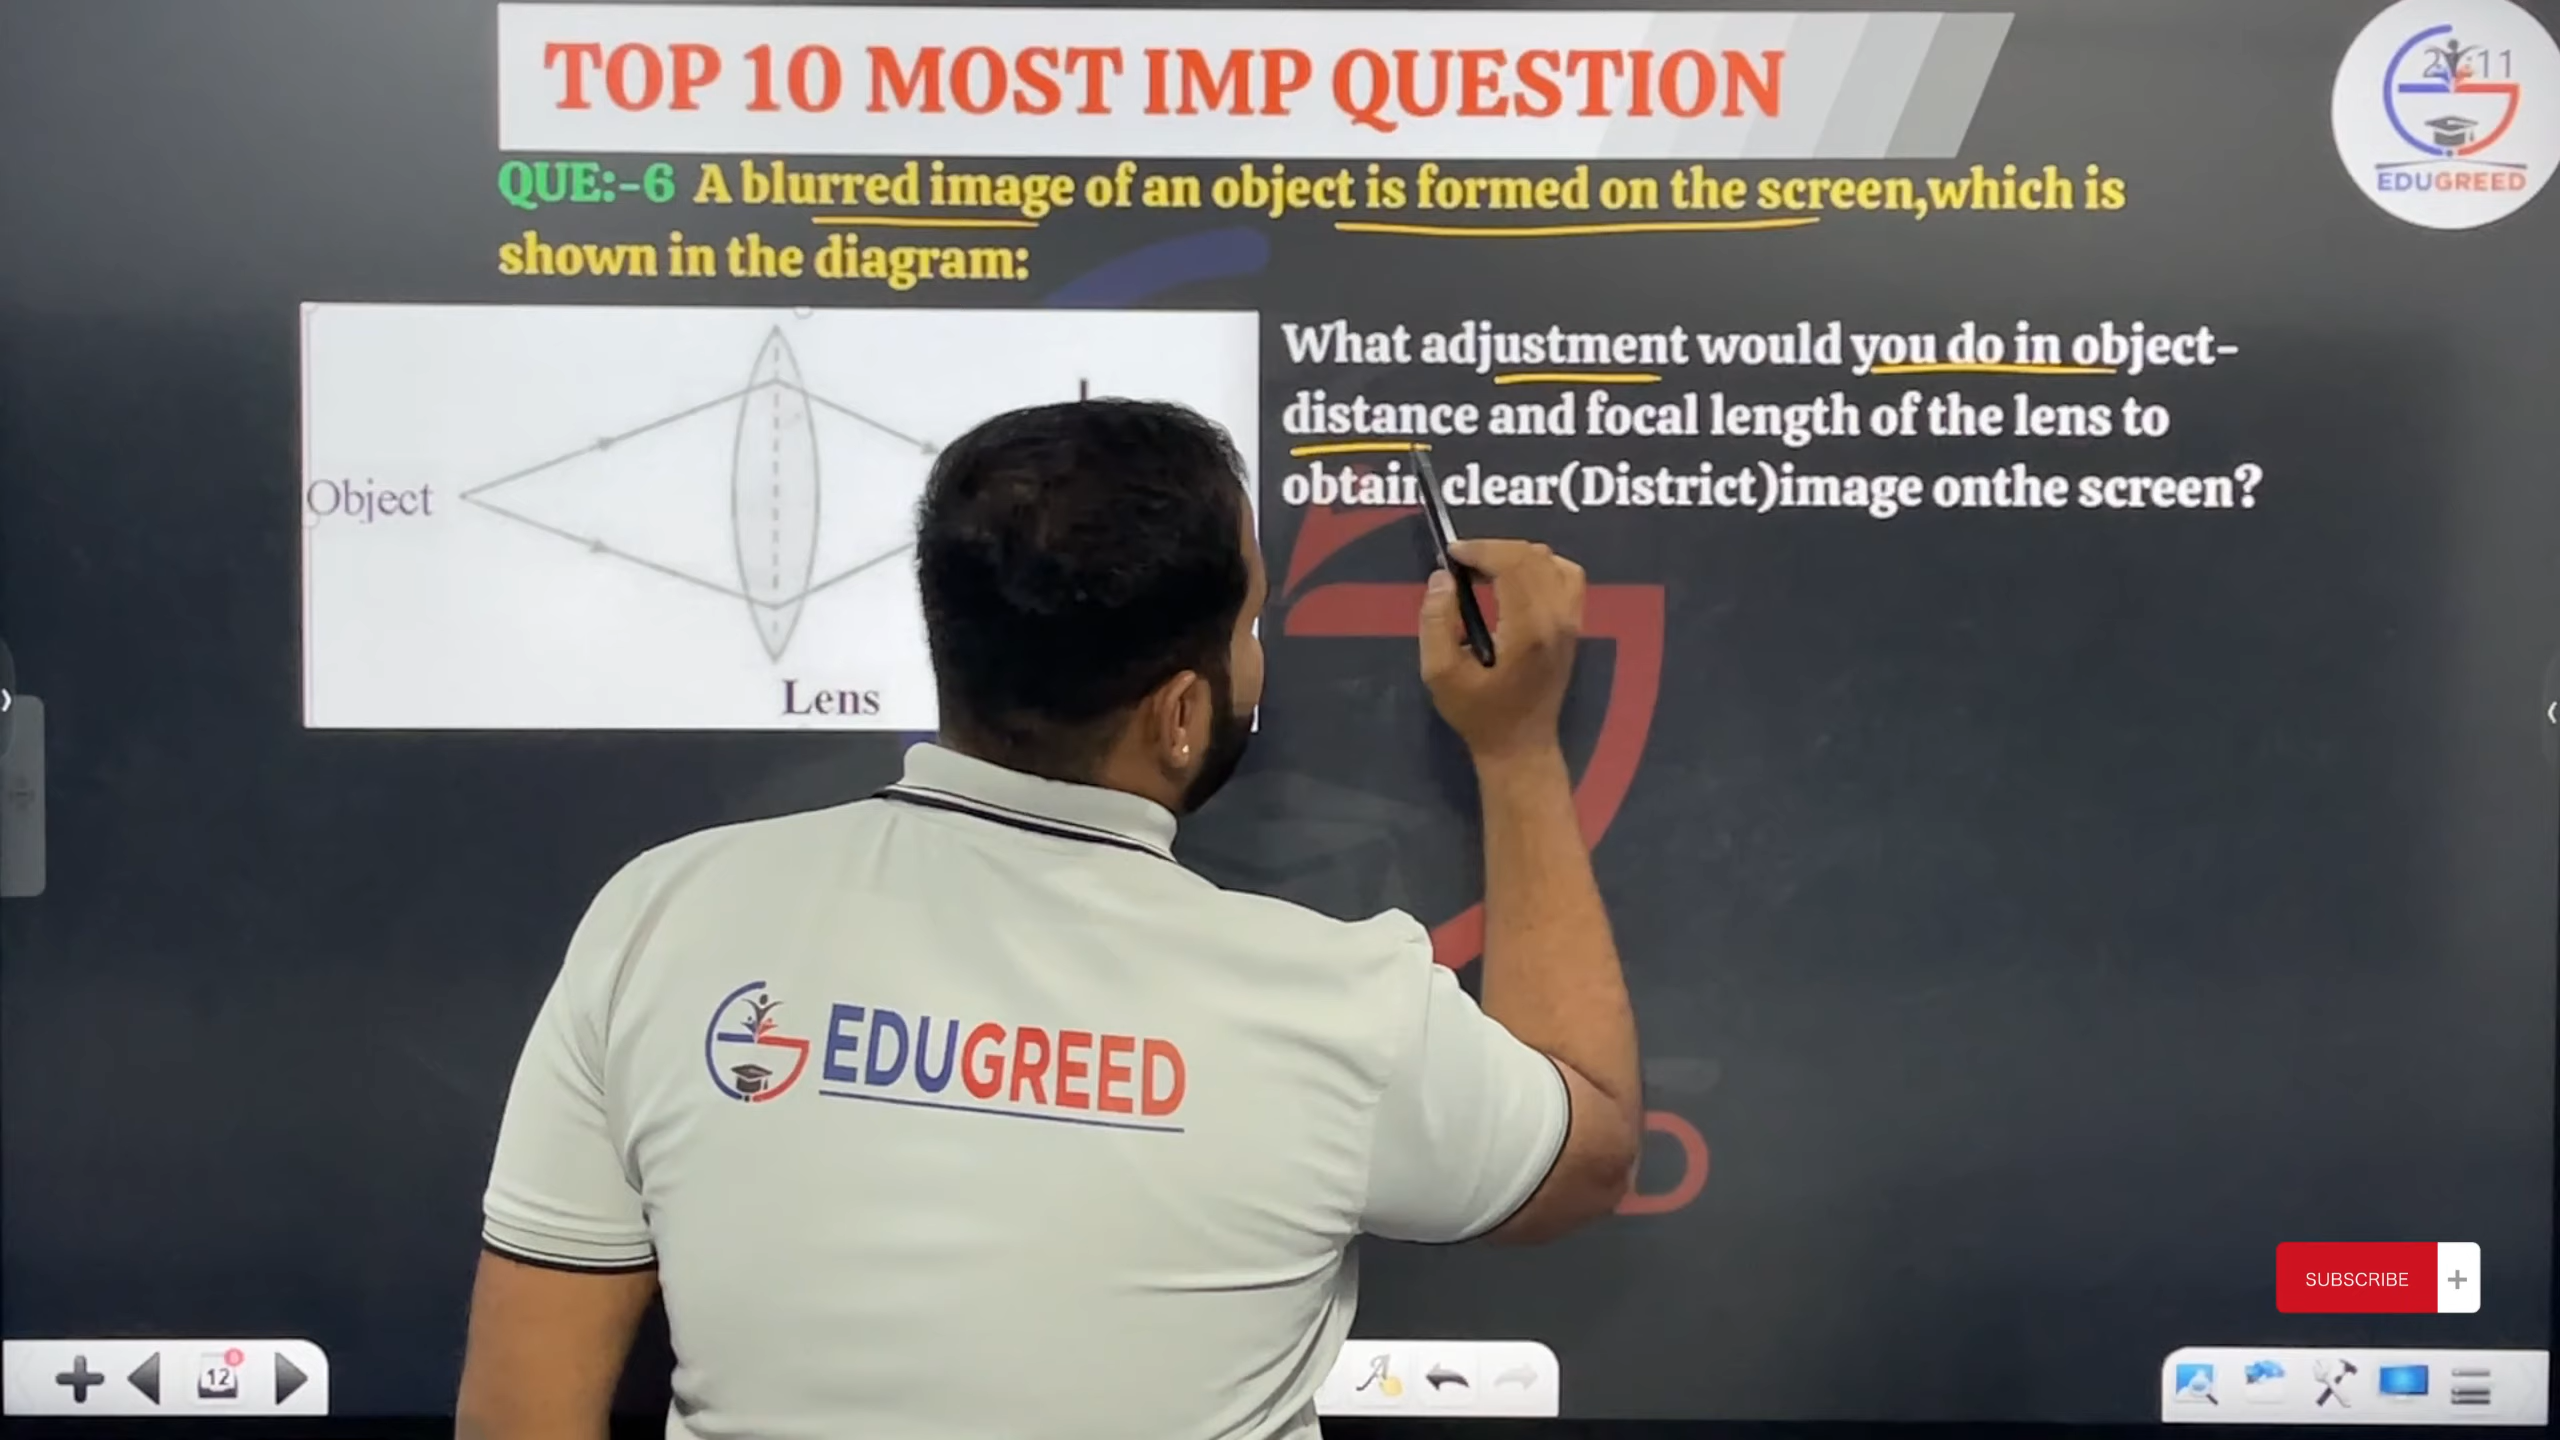 TOP 10 MOST IMP QUESTION
EDUGREED
QUE:-6 A blurred image of an object is formed on the screen,which is
shown in the diagram:
What adjustment would you do in object-
distance and focal length of the lens to
obtain clear(District)image onthe screen?
Object
Lens
EDUGREED
SUBSCRIBE
12